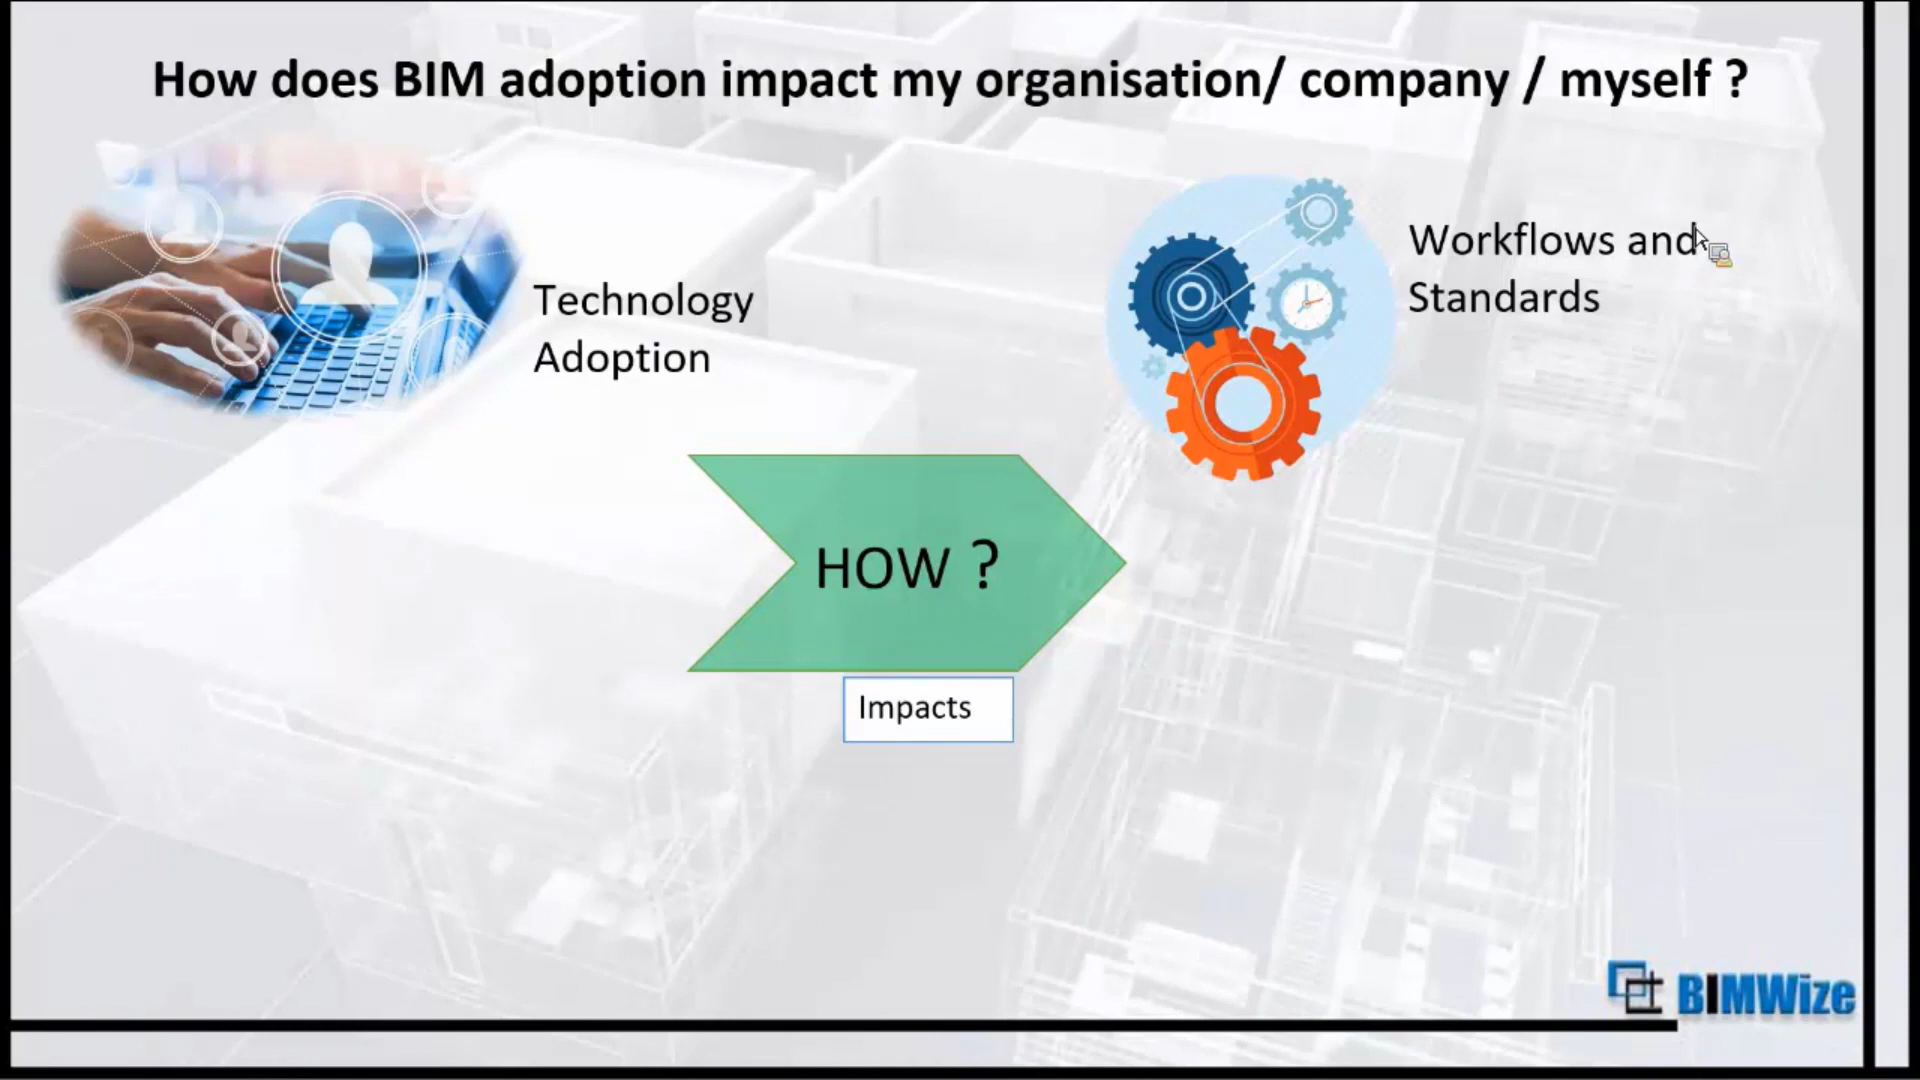 How does BIM adoption impact my organisation/ company / myself ?
Technology
Adoption
Workflows and
Standards
HOW ?
Impacts
BIMWize